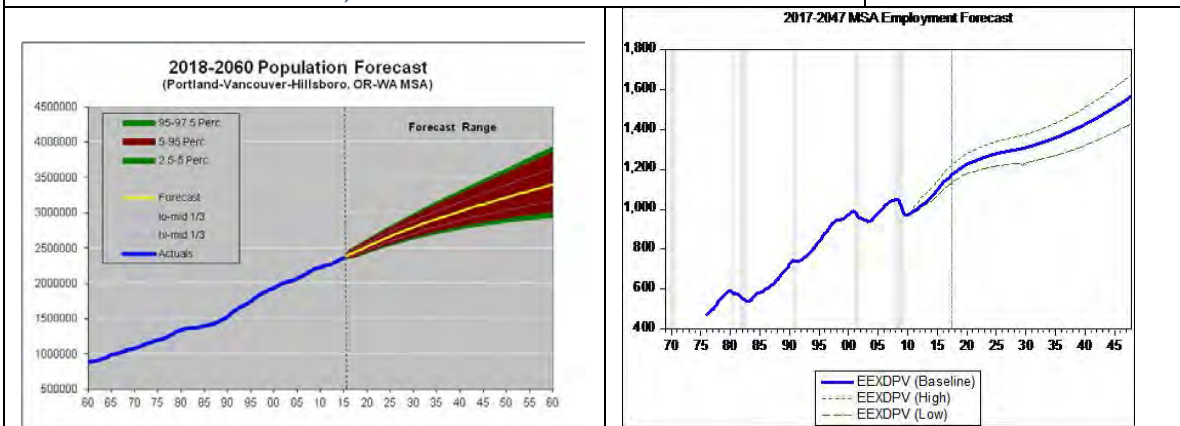 2018-2060 Population Forecast
(Portland-Vancouver-Hillsboro, OR-WA MSA)
4500000
4000000
3500000
3000000
2500000
2000000
1500000
1000000
500000
95-97.5 Perc
5-95 Perc
2.5-5 Perc
Forecast
lo-mid 1/3
hi-mid 1/3
Actuals
Forecast Range
60 65 70 75 80 85 90 95 00 05 10 15 20 25 30 35 40 45 50 55 60
2017-2047 MSA Employment Forecast
1,800
1,600
1,400
1,200
1,000
800
600
400
70 75 80 85 90 95 00 05 10 15 20 25 30 35 40 45
EEXDPV (Baseline)
EEXDPV (High)
EEXDPV (Low)